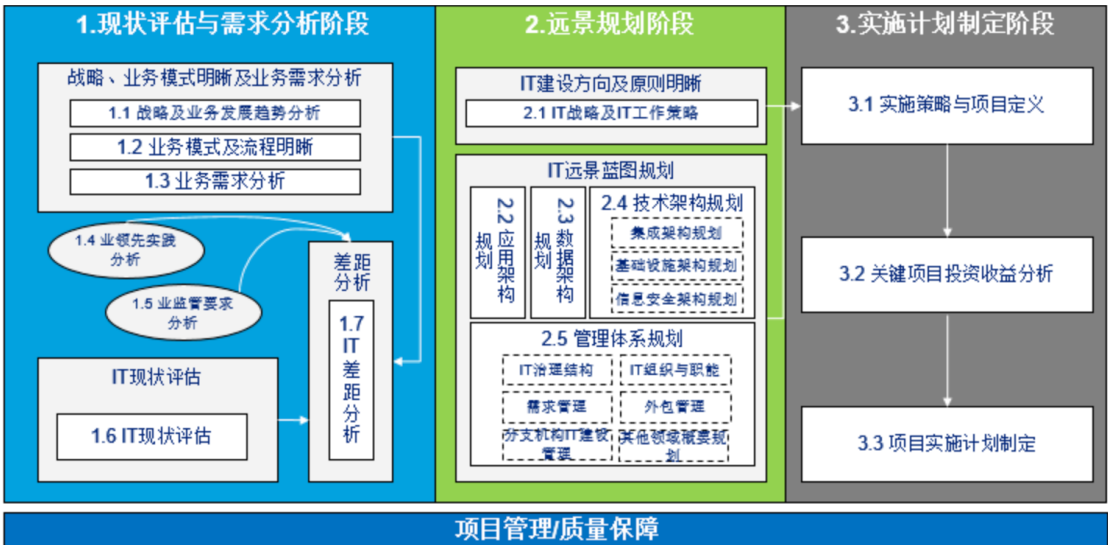 1.现状评估与需求分析阶段
战略、业务模式明晰及业务需求分析
1.1 战略及业务发展趋势分析
1.2 业务模式及流程明晰
1.3 业务需求分析
1.4 业领先实践
分析
1.5 业监管要求
分析
差距
分析
1.7
IT
差
距
分
析
IT现状评估
1.6 IT现状评估
2.远景规划阶段
IT建设方向及原则明晰
2.1 IT战略及IT工作策略
IT远景蓝图规划
2.2 应用架构
规划
2.3 数据架构
规划
2.4 技术架构规划
集成架构规划
基础设施架构规划
信息安全架构规划
2.5 管理体系规划
IT治理结构
IT组织与职能
需求管理
外包管理
分支机构IT建设
管理
其他领域概要规
划
3.实施计划制定阶段
3.1 实施策略与项目定义
3.2 关键项目投资收益分析
3.3 项目实施计划制定
项目管理/质量保障